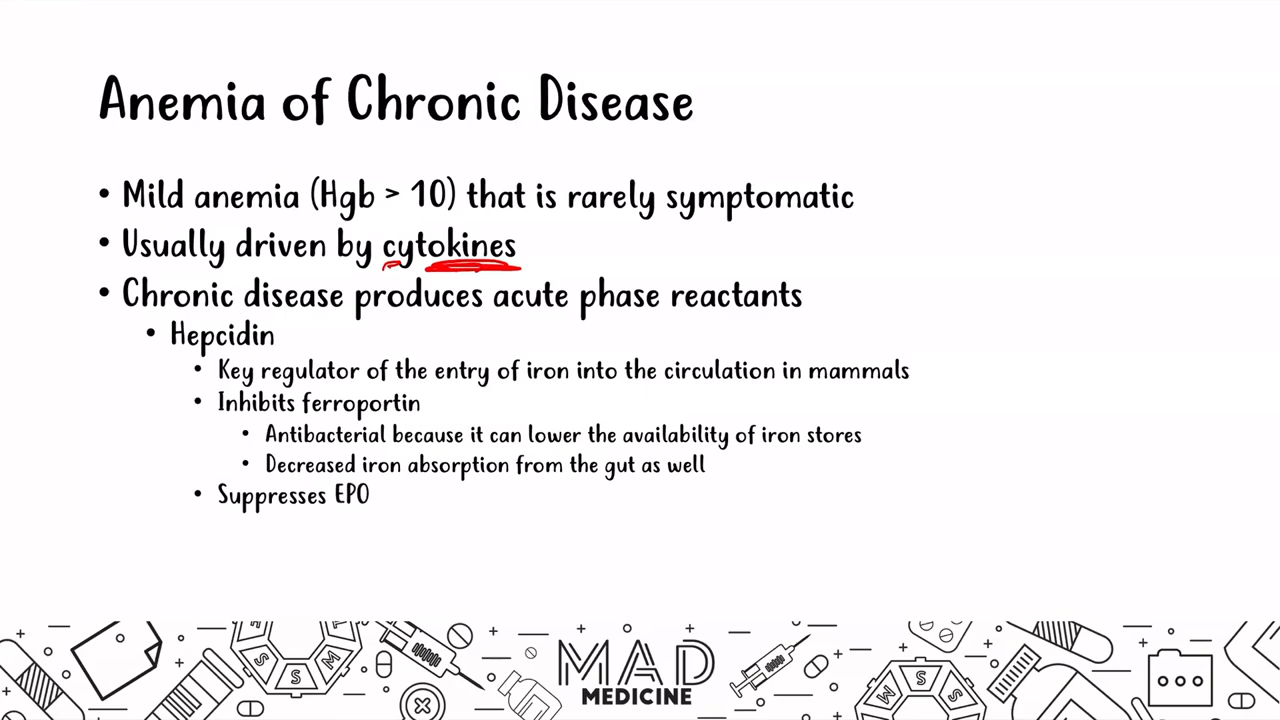 Anemia of Chronic Disease
• Mild anemia (Hgb > 10) that is rarely symptomatic
• Usually driven by cytokines
• Chronic disease produces acute phase reactants
• Hepcidin
• Key regulator of the entry of iron into the circulation in mammals
• Inhibits ferroportin
• Antibacterial because it can lower the availability of iron stores
• Decreased iron absorption from the gut as well
• Suppresses EPO
MAD
MEDICINE